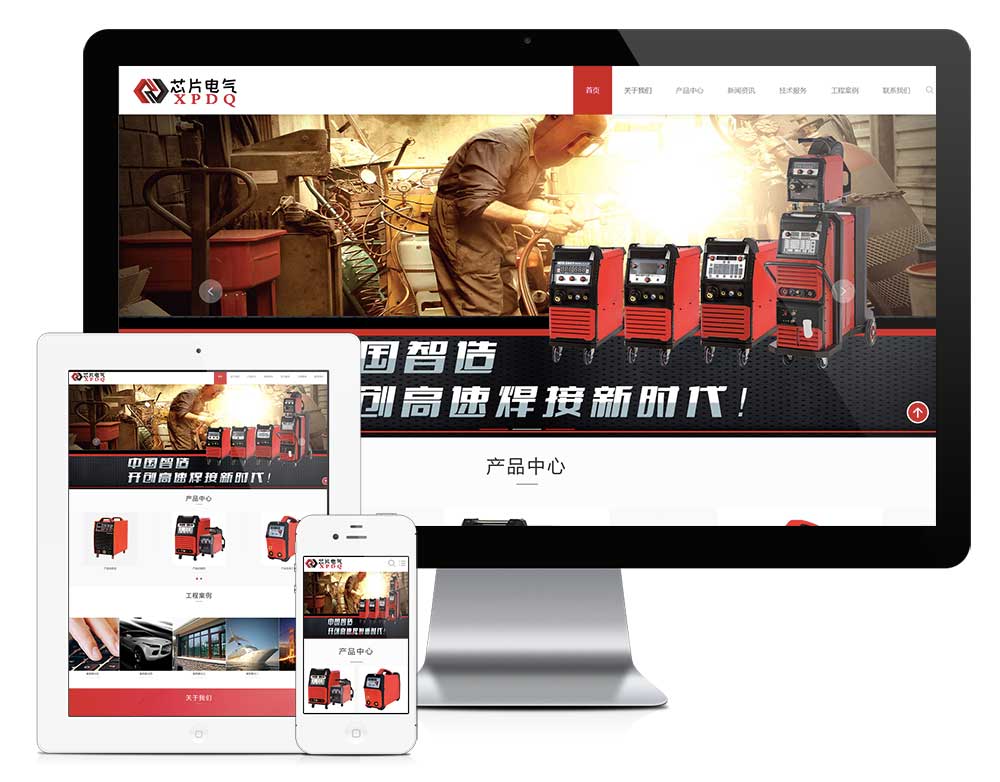 芯片电气
XPDQ
首页 关于我们 产品中心 新闻资讯 技术服务 工程案例 联系我们
国智造
创高速焊接新时代!
产品中心
芯片电气
XPDQ
中国智造
开创高速焊接新时代!
产品中心
工程案例
关于我们
芯片电气
XPDQ
中国智造
开创高速焊接新时代!
产品中心